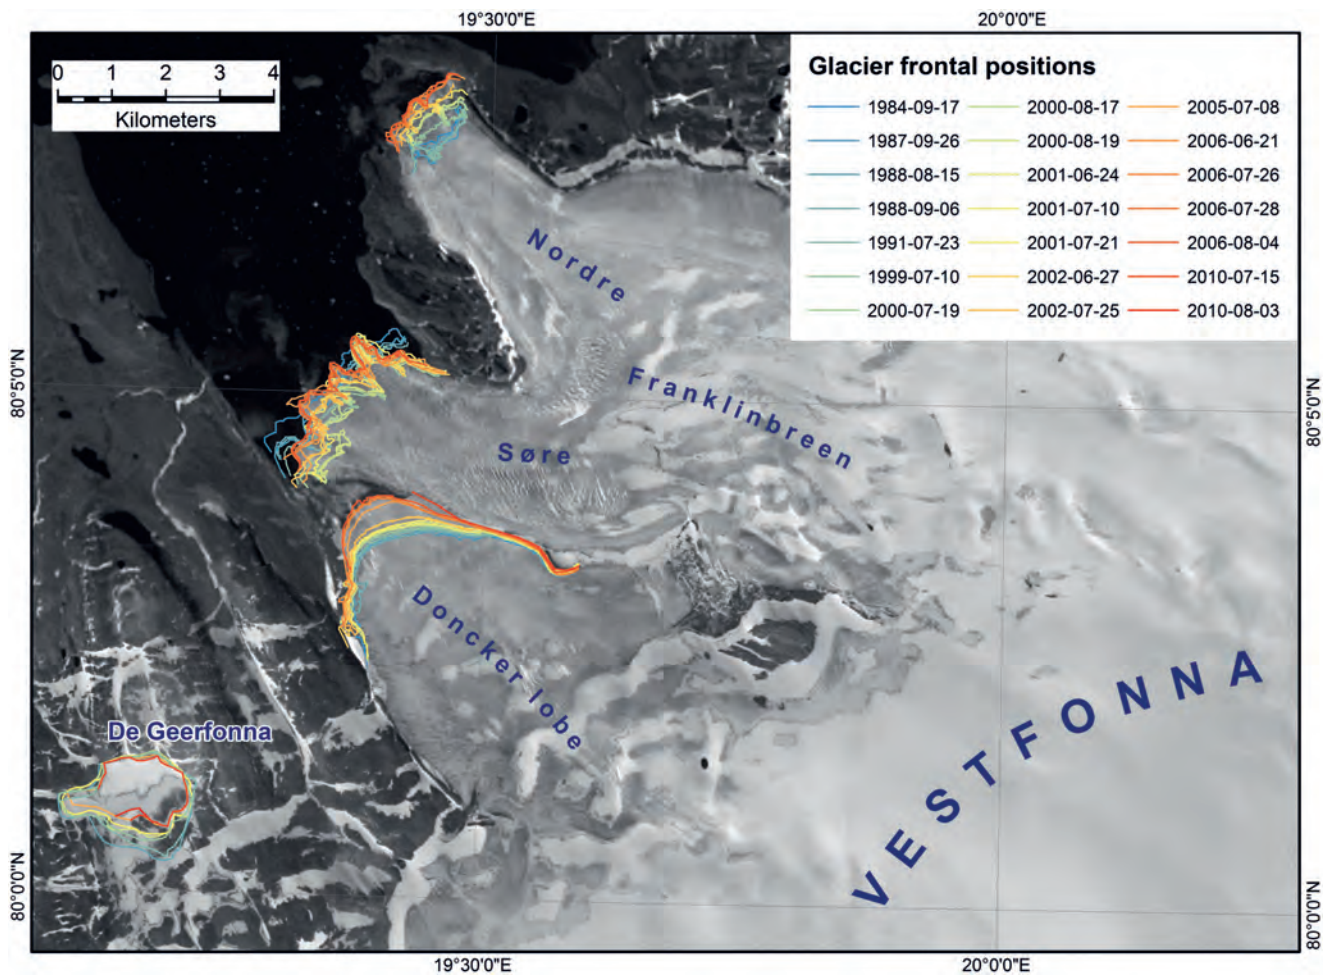 19°30'0"E 20°0'0"E
0 1 2 3 4
Kilometers
Glacier frontal positions
1984-09-17 2000-08-17 2005-07-08
1987-09-26 2000-08-19 2006-06-21
1988-08-15 2001-06-24 2006-07-26
1988-09-06 2001-07-10 2006-07-28
1991-07-23 2001-07-21 2006-08-04
1999-07-10 2002-06-27 2010-07-15
2000-07-19 2002-07-25 2010-08-03
Nordre
80°5'0"N
80°5'0"N
Franklinbreen
Søre
Doncker lobe
VESTFONNA
De Geerfonna
80°0'0"N
80°0'0"N
19°30'0"E 20°0'0"E